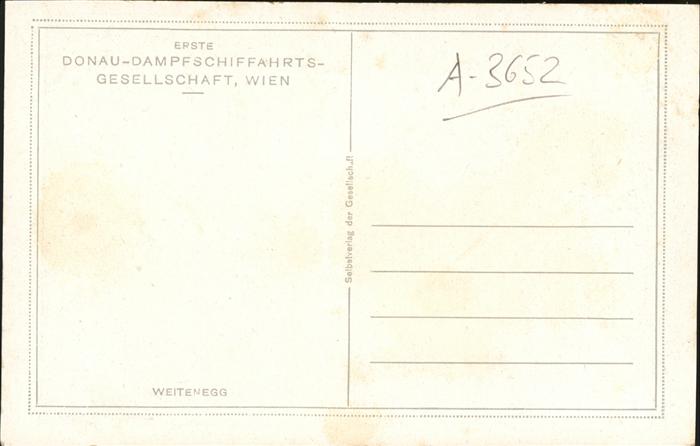 ERSTE
DONAU-DAMPFSCHIFFAHRTS-
GESELLSCHAFT, WIEN
WEITENEGG
Selbstverlag der Gesellschaft
A-3652